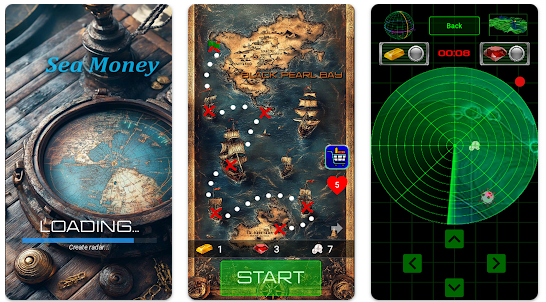 Sea Money
LOADING...
Create radar...
BLACK PEARL BAY
5
1
3
7
START
Back
00:08